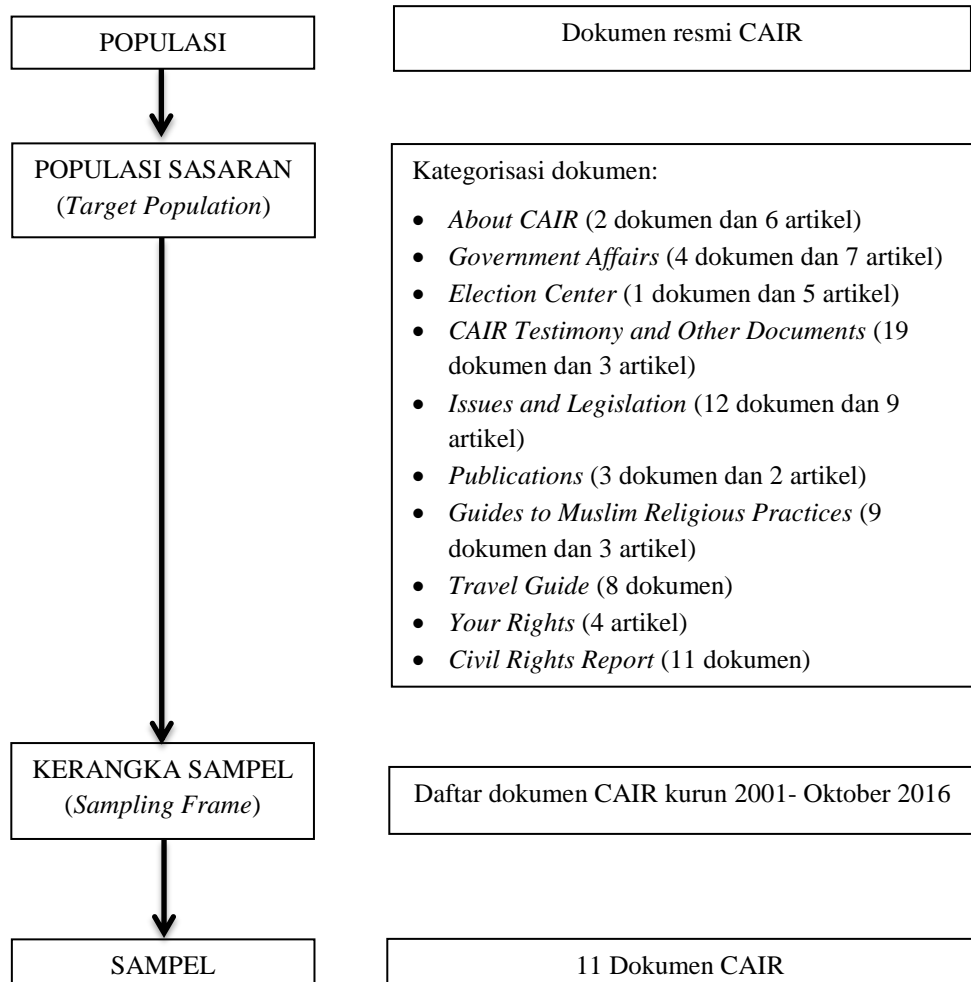 POPULASI
Dokumen resmi CAIR
POPULASI SASARAN
(Target Population)
Kategorisasi dokumen:
• About CAIR (2 dokumen dan 6 artikel)
• Government Affairs (4 dokumen dan 7 artikel)
• Election Center (1 dokumen dan 5 artikel)
• CAIR Testimony and Other Documents (19
dokumen dan 3 artikel)
• Issues and Legislation (12 dokumen dan 9
artikel)
• Publications (3 dokumen dan 2 artikel)
• Guides to Muslim Religious Practices (9
dokumen dan 3 artikel)
• Travel Guide (8 dokumen)
• Your Rights (4 artikel)
• Civil Rights Report (11 dokumen)
KERANGKA SAMPEL
(Sampling Frame)
Daftar dokumen CAIR kurun 2001- Oktober 2016
SAMPEL
11 Dokumen CAIR